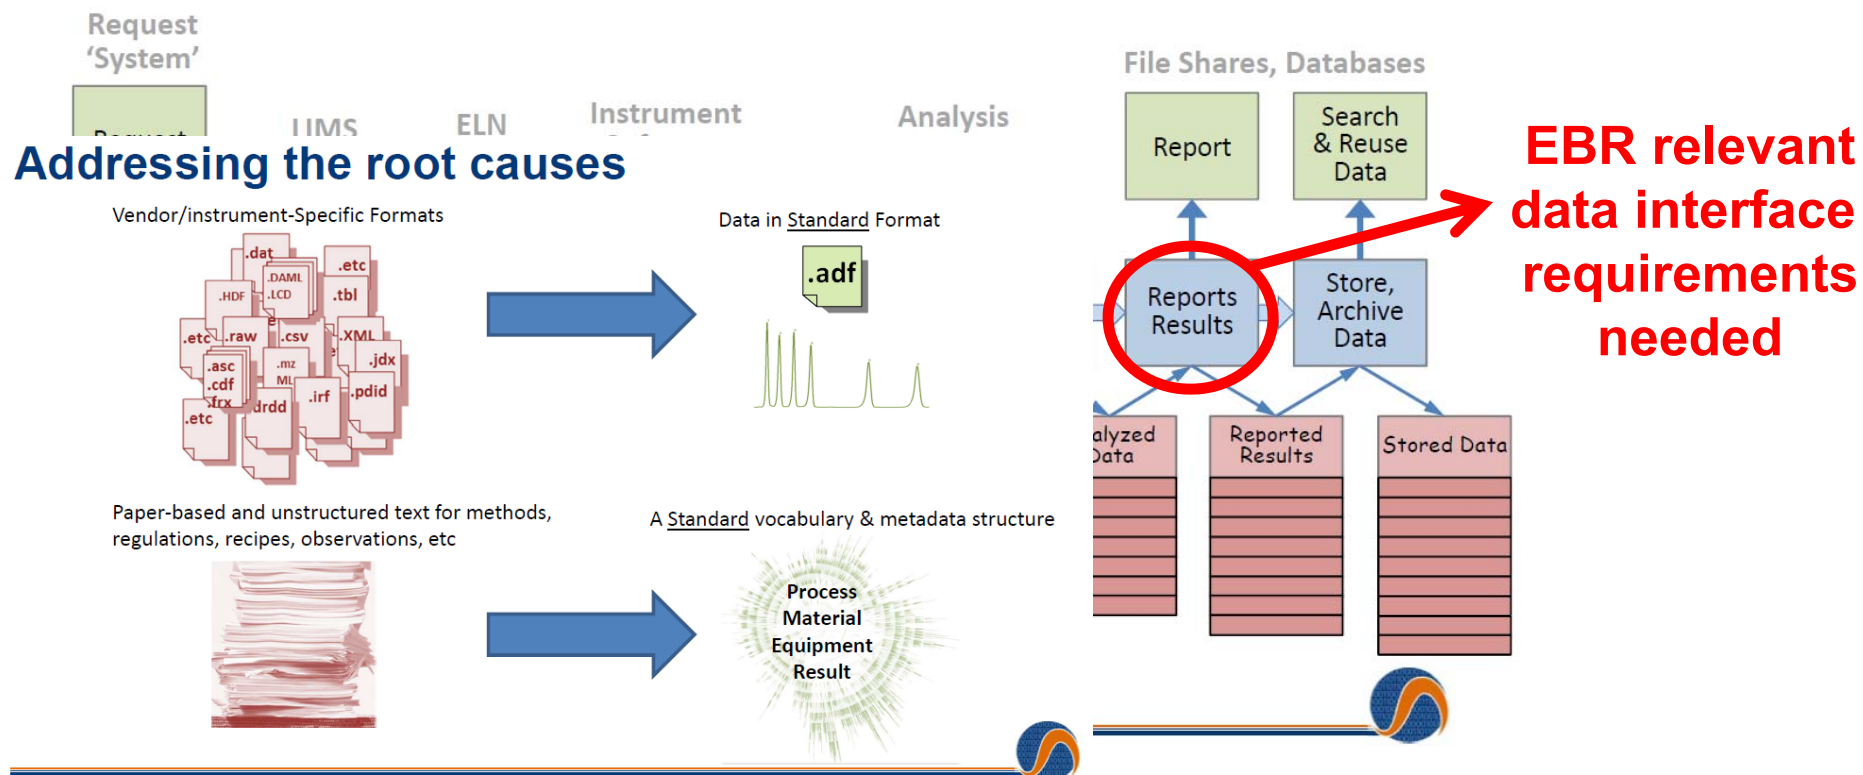 Request
‘System’
Request
LIMS
ELN
Instrument
Analysis
Addressing the root causes
Vendor/instrument-Specific Formats
.dat
.etc
.DAML
.LCD
.HDF
.tbl
.etc
.raw
.csv
.XML
.asc
.cdf
.frx
.mz
ML
.jdx
.irf
.pdid
.etc
drdd
Data in Standard Format
.adf
Paper-based and unstructured text for methods,
regulations, recipes, observations, etc
A Standard vocabulary & metadata structure
Process
Material
Equipment
Result
File Shares, Databases
Report
Search
& Reuse
Data
Reports
Results
Store,
Archive
Data
alyzed
Data
Reported
Results
Stored Data
EBR relevant
data interface
requirements
needed